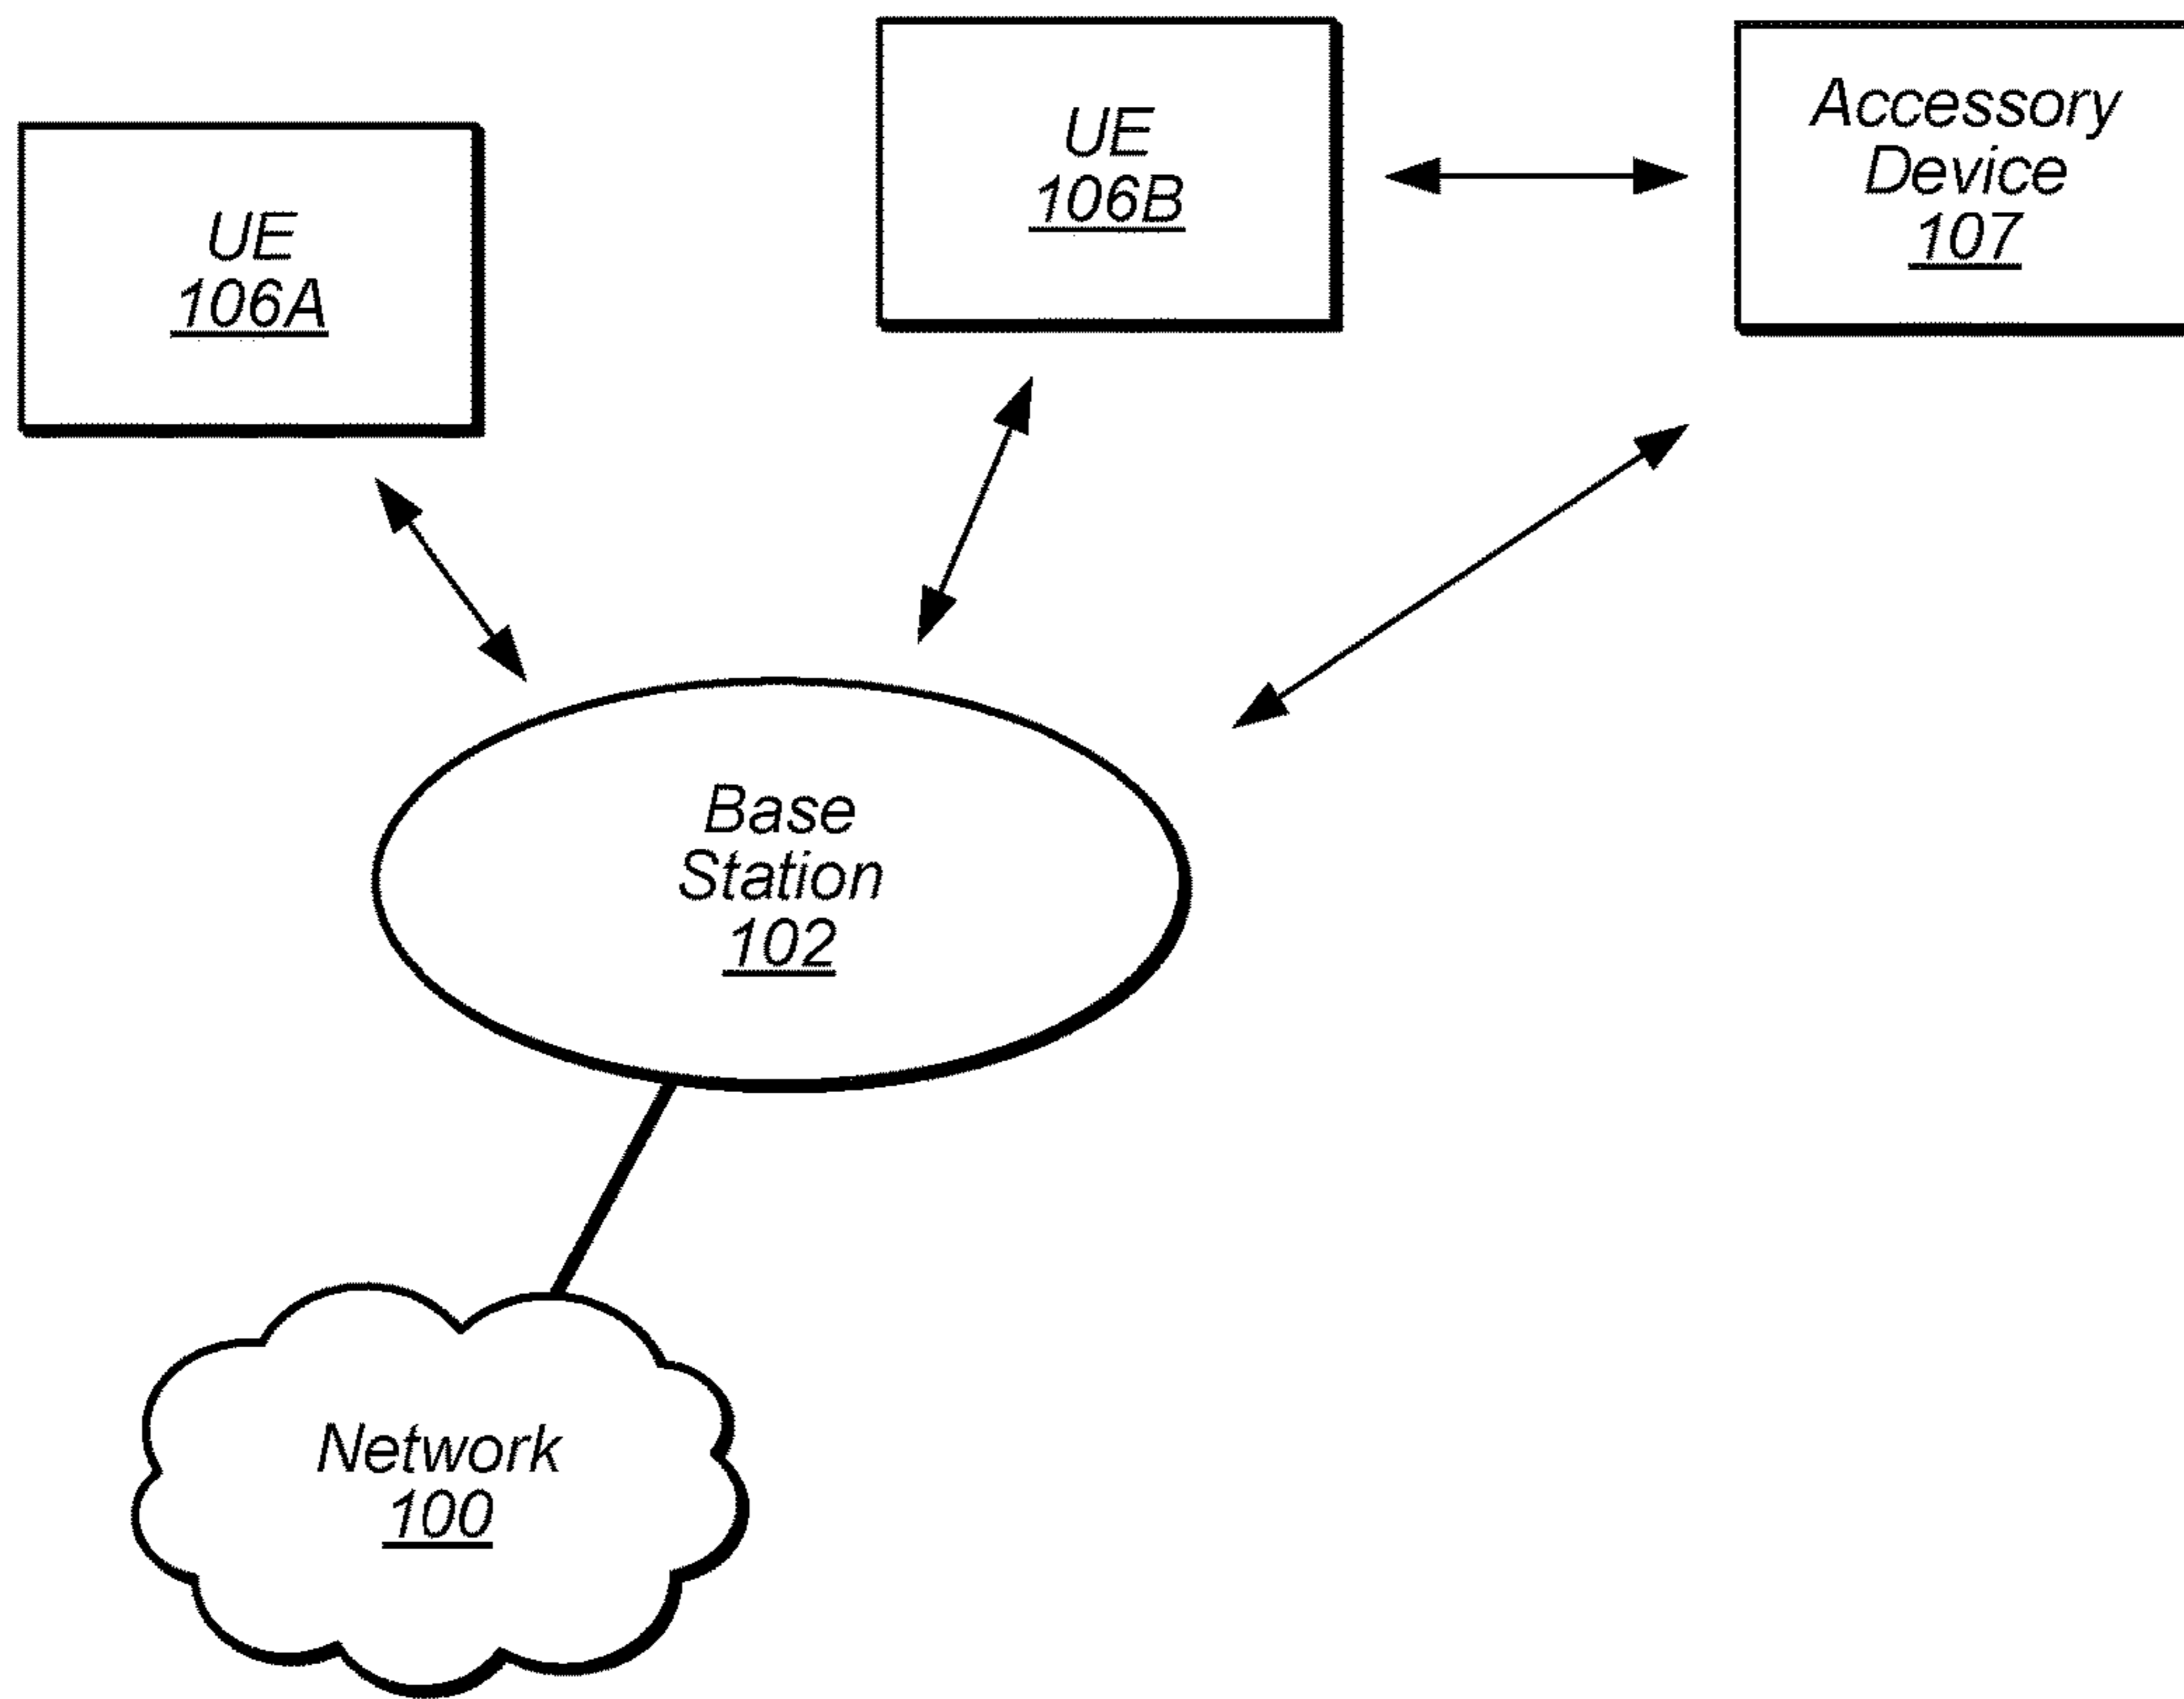 UE
106A
UE
106B
Accessory
Device
107
Base
Station
102
Network
100